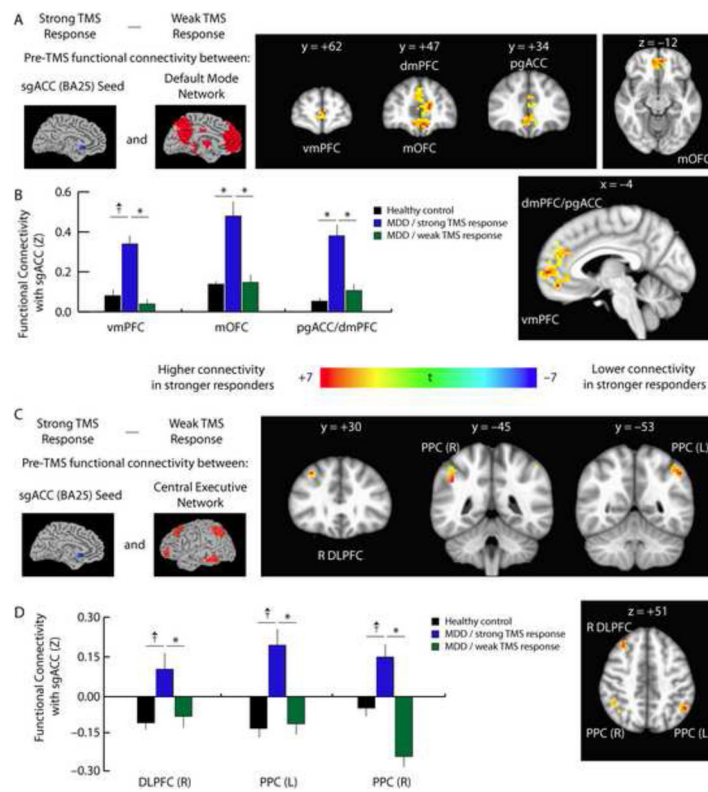 A
Strong TMS Response — Weak TMS Response
Pre-TMS functional connectivity between:
sgACC (BA25) Seed
and
Default Mode Network
y = +62
y = +47
y = +34
dmPFC
pgACC
vmPFC
mOFC
z = –12
mOFC
x = –4
dmPFC/pgACC
vmPFC
B
Functional Connectivity with sgACC (Z)
0.6
0.4
0.2
0.0
† * * * * *
Healthy control
MDD / strong TMS response
MDD / weak TMS response
vmPFC
mOFC
pgACC/dmPFC
Higher connectivity in stronger responders
+7
t
–7
Lower connectivity in stronger responders
C
Strong TMS Response — Weak TMS Response
Pre-TMS functional connectivity between:
sgACC (BA25) Seed
and
Central Executive Network
y = +30
y = –45
y = –53
PPC (R)
PPC (L)
R DLPFC
D
Functional Connectivity with sgACC (Z)
0.30
0.15
0.00
–0.15
–0.30
† * † * † *
Healthy control
MDD / strong TMS response
MDD / weak TMS response
DLPFC (R)
PPC (L)
PPC (R)
z = +51
R DLPFC
PPC (R)
PPC (L)